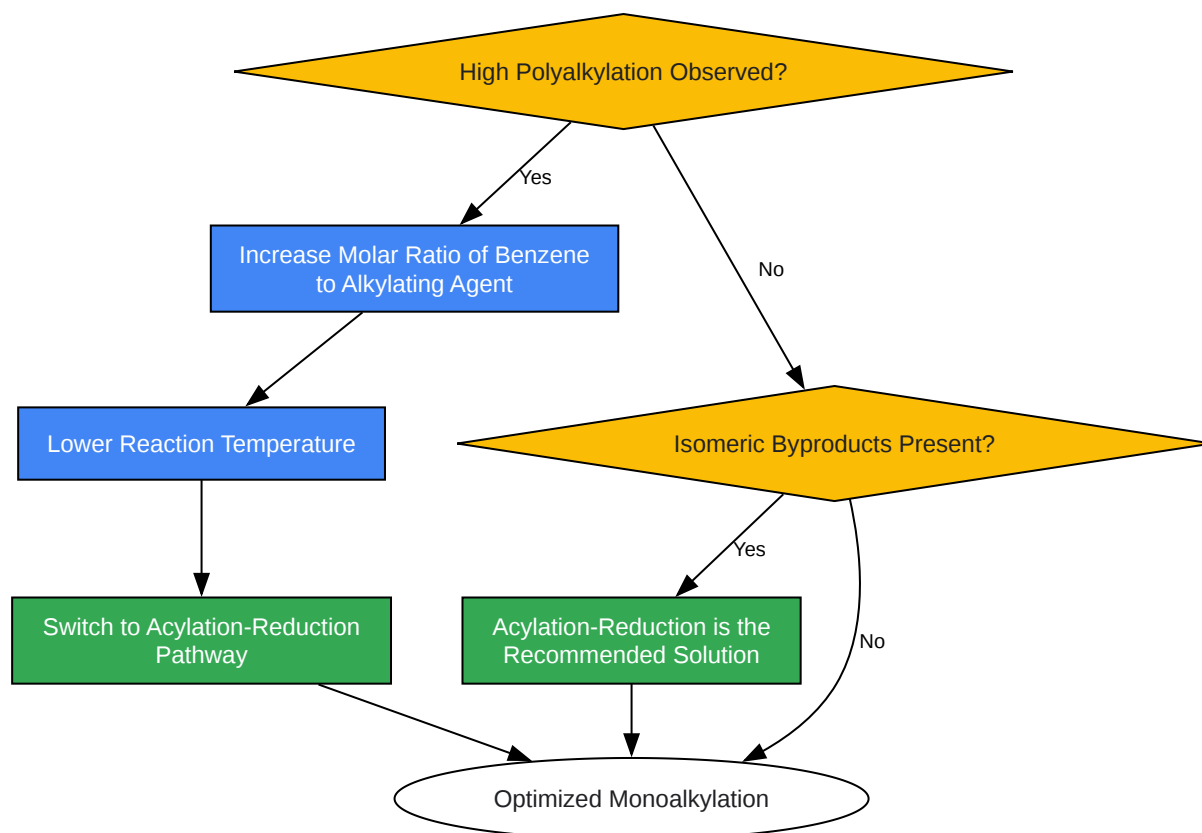 High Polyalkylation Observed?
Yes
Increase Molar Ratio of Benzene
to Alkylating Agent
No
Lower Reaction Temperature
Isomeric Byproducts Present?
Yes
Switch to Acylation-Reduction
Pathway
Acylation-Reduction is the
Recommended Solution
No
Optimized Monoalkylation